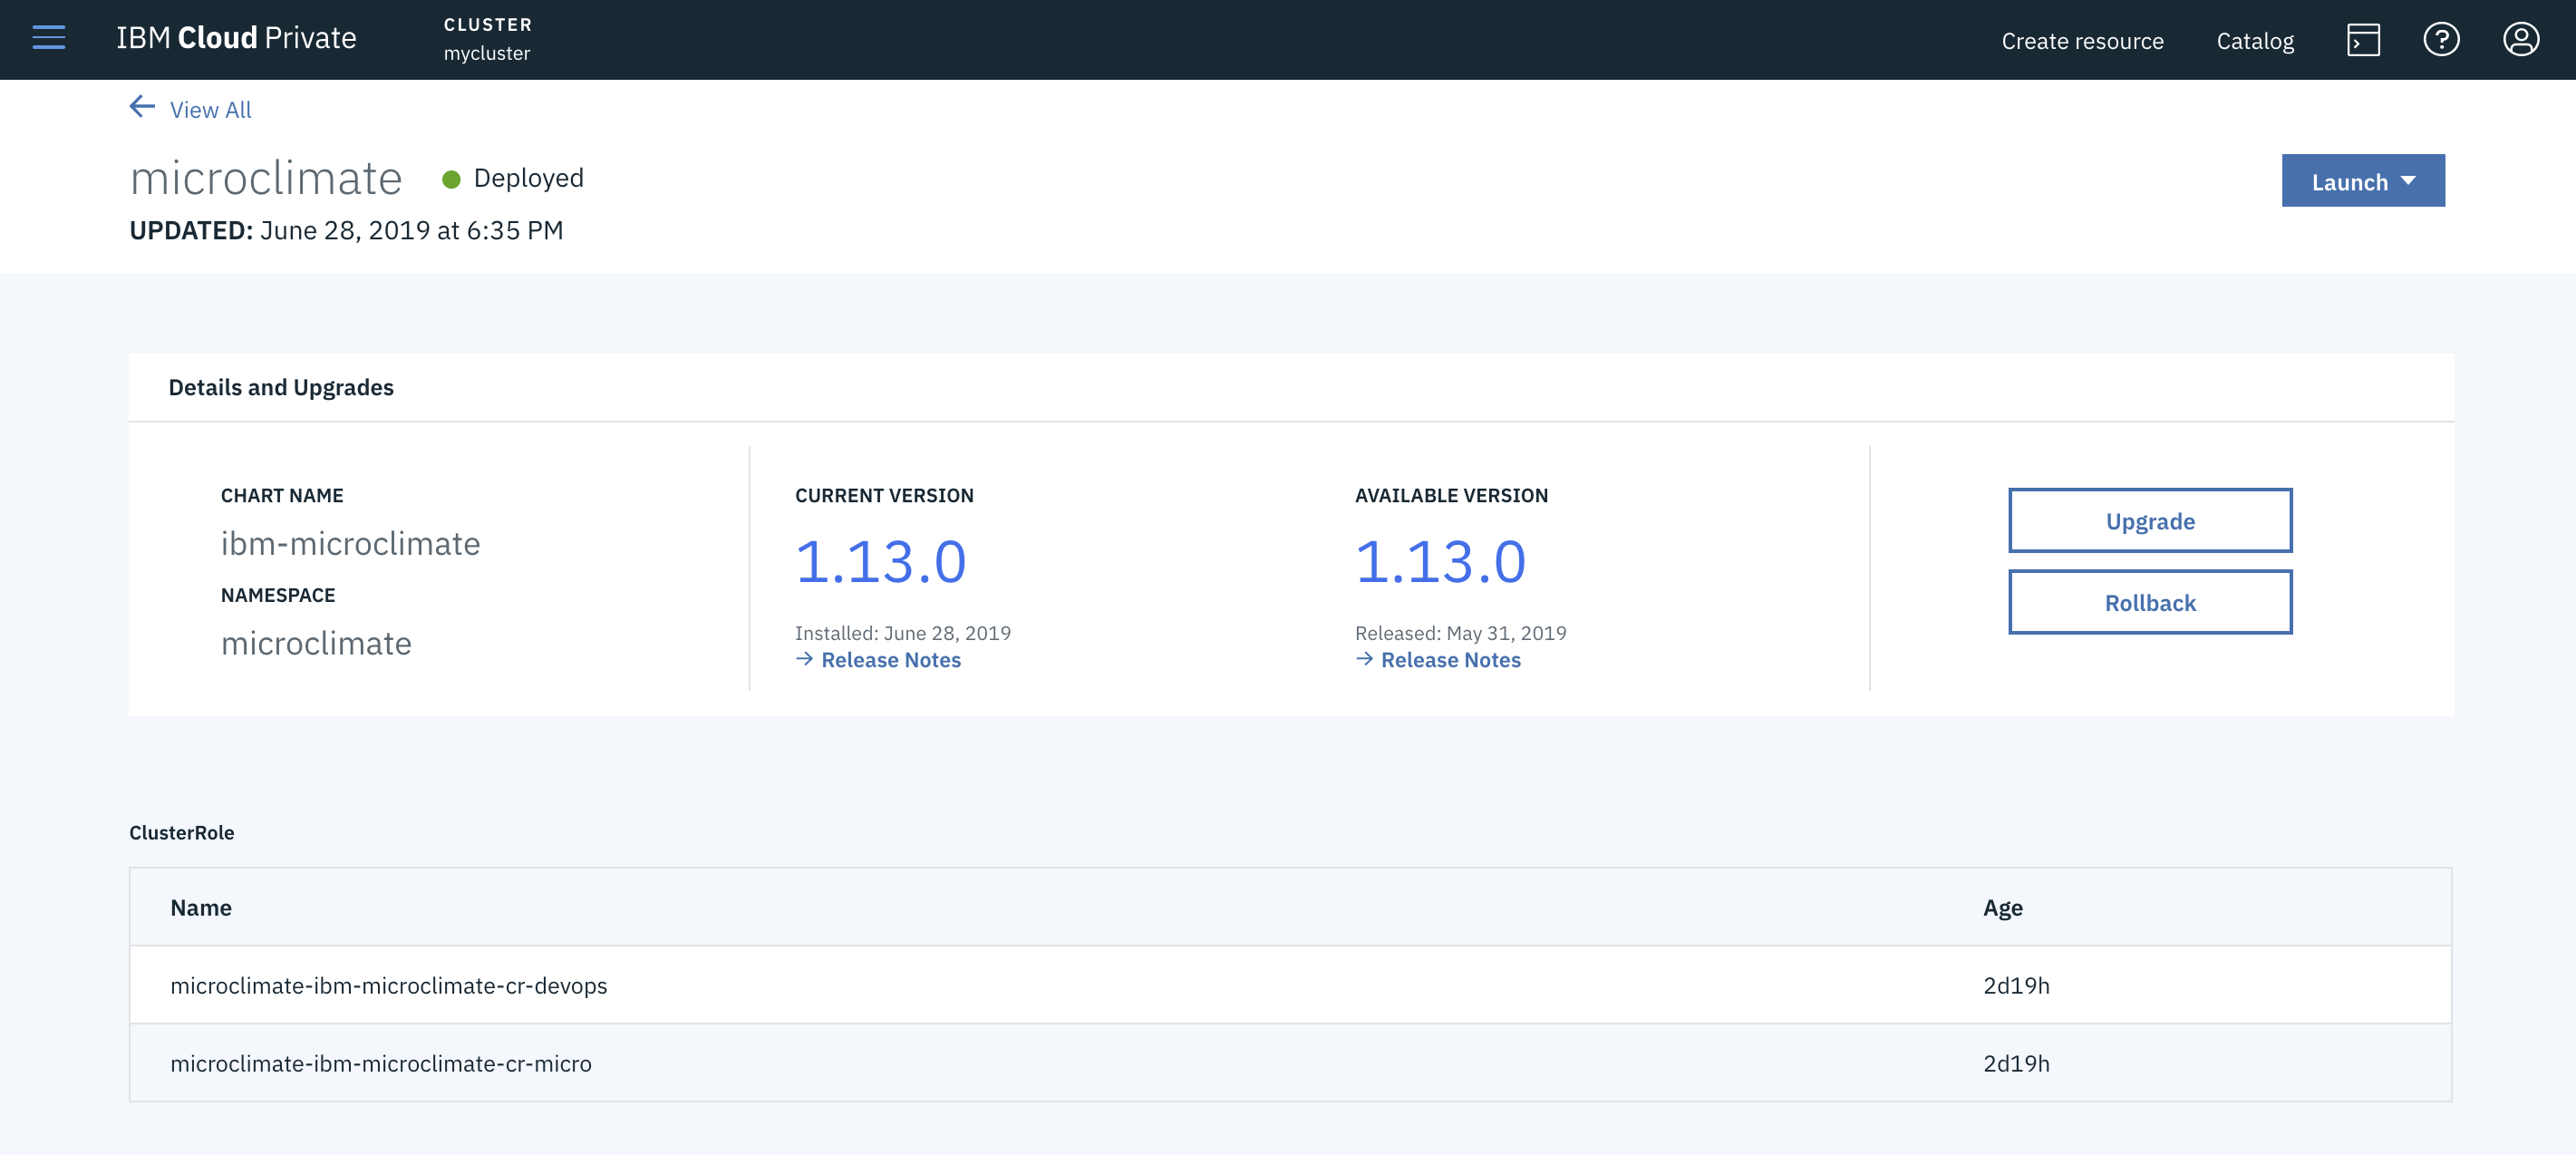 IBM Cloud Private
CLUSTER
mycluster
Create resource
Catalog
View All
microclimate
Deployed
UPDATED: June 28, 2019 at 6:35 PM
Launch
Details and Upgrades
CHART NAME
ibm-microclimate
NAMESPACE
microclimate
CURRENT VERSION
1.13.0
Installed: June 28, 2019
Release Notes
AVAILABLE VERSION
1.13.0
Released: May 31, 2019
Release Notes
Upgrade
Rollback
ClusterRole
Name Age
microclimate-ibm-microclimate-cr-devops 2d19h
microclimate-ibm-microclimate-cr-micro 2d19h